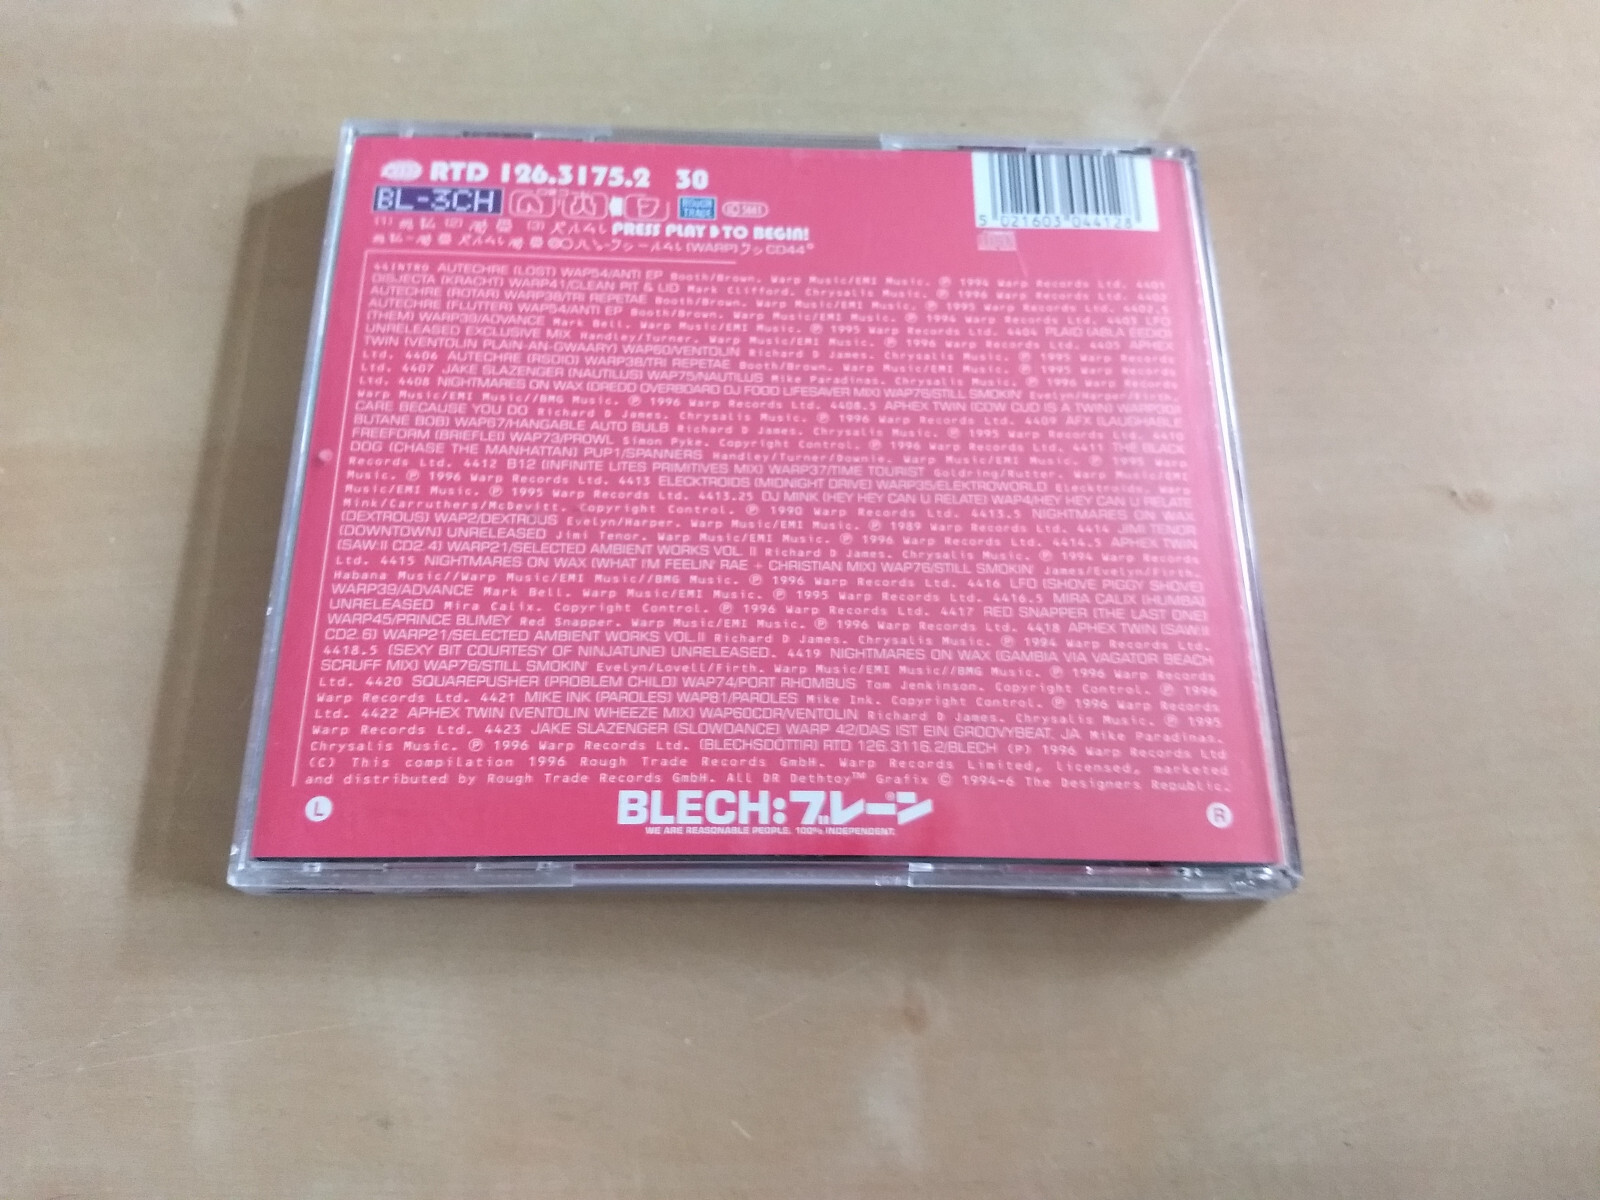 RTD 126.3175.2 30
BL-3CH ROUGH TRADE LC 5661
PRESS PLAY TO BEGIN!
(WARP) CD44
5 021603 044128
44INTRO AUTECHRE (LOST) WAP54/ANTI EP Booth/Brown. Warp Music/EMI Music. ℗ 1994 Warp Records Ltd. 4401
DISJECTA (KRACHT) WARP41/CLEAN PIT & LID Mark Clifford. Chrysalis Music. ℗ 1996 Warp Records Ltd. 4402
AUTECHRE (ROTAR) WARP38/TRI REPETAE Booth/Brown. Warp Music/EMI Music. ℗ 1995 Warp Records Ltd. 4402.5
AUTECHRE (FLUTTER) WAP54/ANTI EP Booth/Brown. Warp Music/EMI Music. ℗ 1994 Warp Records Ltd. 4403 LFO
(THEM) WARP39/ADVANCE Mark Bell. Warp Music/EMI Music. ℗ 1995 Warp Records Ltd. 4404 PLAID (ABLA EEDIO)
UNRELEASED EXCLUSIVE MIX Handley/Turner. Warp Music/EMI Music. ℗ 1996 Warp Records Ltd. 4405 APHEX
TWIN (VENTOLIN PLAIN-AN-GWAARY) WAP60/VENTOLIN Richard D James. Chrysalis Music. ℗ 1995 Warp Records
Ltd. 4406 AUTECHRE (RSDIO) WARP38/TRI REPETAE Booth/Brown. Warp Music/EMI Music. ℗ 1995 Warp Records
Ltd. 4407 JAKE SLAZENGER (NAUTILUS) WAP75/NAUTILUS Mike Paradinas. Chrysalis Music. ℗ 1996 Warp Records
Ltd. 4408 NIGHTMARES ON WAX (DREDD OVERBOARD DJ FOOD LIFESAVER MIX) WAP76/STILL SMOKIN' Evelyn/Harper/Firth.
Warp Music/EMI Music//BMG Music. ℗ 1996 Warp Records Ltd. 4408.5 APHEX TWIN (COW CUD IS A TWIN) WARP30/I
CARE BECAUSE YOU DO Richard D James. Chrysalis Music. ℗ 1996 Warp Records Ltd. 4409 AFX (LAUGHABLE
BUTANE BOB) WAP67/HANGABLE AUTO BULB Richard D James. Chrysalis Music. ℗ 1995 Warp Records Ltd. 4410
FREEFORM (BRIEFLEI) WAP73/PROWL Simon Pyke. Copyright Control. ℗ 1996 Warp Records Ltd. 4411 THE BLACK
DOG (CHASE THE MANHATTAN) PUP1/SPANNERS Handley/Turner/Downie. Warp Music/EMI Music. ℗ 1994 Warp
Records Ltd. 4412 B12 (INFINITE LITES PRIMITIVES MIX) WARP37/TIME TOURIST Goldring/Rutter. Warp Music/EMI
Music. ℗ 1996 Warp Records Ltd. 4413 ELECKTROIDS (MIDNIGHT DRIVE) WARP35/ELEKTROWORLD Elecktroids. Warp
Music/EMI Music. ℗ 1995 Warp Records Ltd. 4413.25 DJ MINK (HEY HEY CAN U RELATE) WAP4/HEY HEY CAN U RELATE
Mink/Carruthers/McDevitt. Copyright Control. ℗ 1990 Warp Records Ltd. 4413.5 NIGHTMARES ON WAX
(DEXTROUS) WAP2/DEXTROUS Evelyn/Harper. Warp Music/EMI Music. ℗ 1989 Warp Records Ltd. 4414 JIMI TENOR
(DOWNTOWN) UNRELEASED Jimi Tenor. Warp Music/EMI Music. ℗ 1996 Warp Records Ltd. 4414.5 APHEX TWIN
(SAW:II CD2.4) WARP21/SELECTED AMBIENT WORKS VOL. II Richard D James. Chrysalis Music. ℗ 1994 Warp Records
Ltd. 4415 NIGHTMARES ON WAX (WHAT I'M FEELIN' RAE + CHRISTIAN MIX) WAP76/STILL SMOKIN' James/Evelyn/Firth.
Habana Music//Warp Music/EMI Music//BMG Music. ℗ 1996 Warp Records Ltd. 4416 LFO (SHOVE PIGGY SHOVE)
WARP39/ADVANCE Mark Bell. Warp Music/EMI Music. ℗ 1995 Warp Records Ltd. 4416.5 MIRA CALIX (HUMBA)
UNRELEASED Mira Calix. Copyright Control. ℗ 1996 Warp Records Ltd. 4417 RED SNAPPER (THE LAST ONE)
WARP45/PRINCE BLIMEY Red Snapper. Warp Music/EMI Music. ℗ 1996 Warp Records Ltd. 4418 APHEX TWIN (SAW:II
CD2.6) WARP21/SELECTED AMBIENT WORKS VOL.II Richard D James. Chrysalis Music. ℗ 1994 Warp Records Ltd.
4418.5 (SEXY BIT COURTESY OF NINJATUNE) UNRELEASED. 4419 NIGHTMARES ON WAX (GAMBIA VIA VAGATOR BEACH
SCRUFF MIX) WAP76/STILL SMOKIN' Evelyn/Lovell/Firth. Warp Music/EMI Music//BMG Music. ℗ 1996 Warp Records
Ltd. 4420 SQUAREPUSHER (PROBLEM CHILD) WAP74/PORT RHOMBUS Tom Jenkinson. Copyright Control. ℗ 1996
Warp Records Ltd. 4421 MIKE INK (PAROLES) WAP81/PAROLES Mike Ink. Copyright Control. ℗ 1996 Warp Records
Ltd. 4422 APHEX TWIN (VENTOLIN WHEEZE MIX) WAP60CDR/VENTOLIN Richard D James. Chrysalis Music. ℗ 1995
Warp Records Ltd. 4423 JAKE SLAZENGER (SLOWDANCE) WARP 42/DAS IST EIN GROOVYBEAT, JA Mike Paradinas.
Chrysalis Music. ℗ 1996 Warp Records Ltd. (BLECHSDÖTTIR) RTD 126.3116.2/BLECH (P) 1996 Warp Records Ltd
(C) This compilation 1996 Rough Trade Records GmbH. Warp Records Limited, licensed, marketed
and distributed by Rough Trade Records GmbH. All DR Dethtoy™ Grafix © 1994-6 The Designers Republic.
L BLECH:ブレーン R
WE ARE REASONABLE PEOPLE. 100% INDEPENDENT.